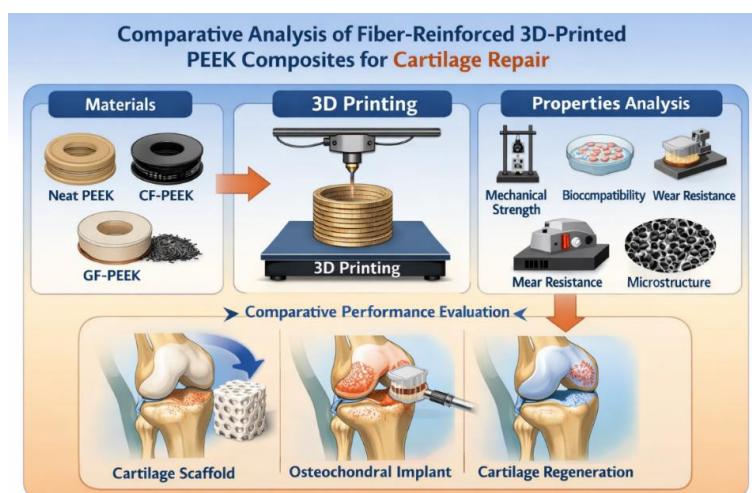 Comparative Analysis of Fiber-Reinforced 3D-Printed
PEEK Composites for Cartilage Repair
Materials
Neat PEEK
CF-PEEK
GF-PEEK
3D Printing
3D Printing
Properties Analysis
Mechanical
Strength
Bioccmpatibility
Wear Resistance
Mear Resistance
Microstructure
Comparative Performance Evaluation
Cartilage Scaffold
Osteochondral Implant
Cartilage Regeneration